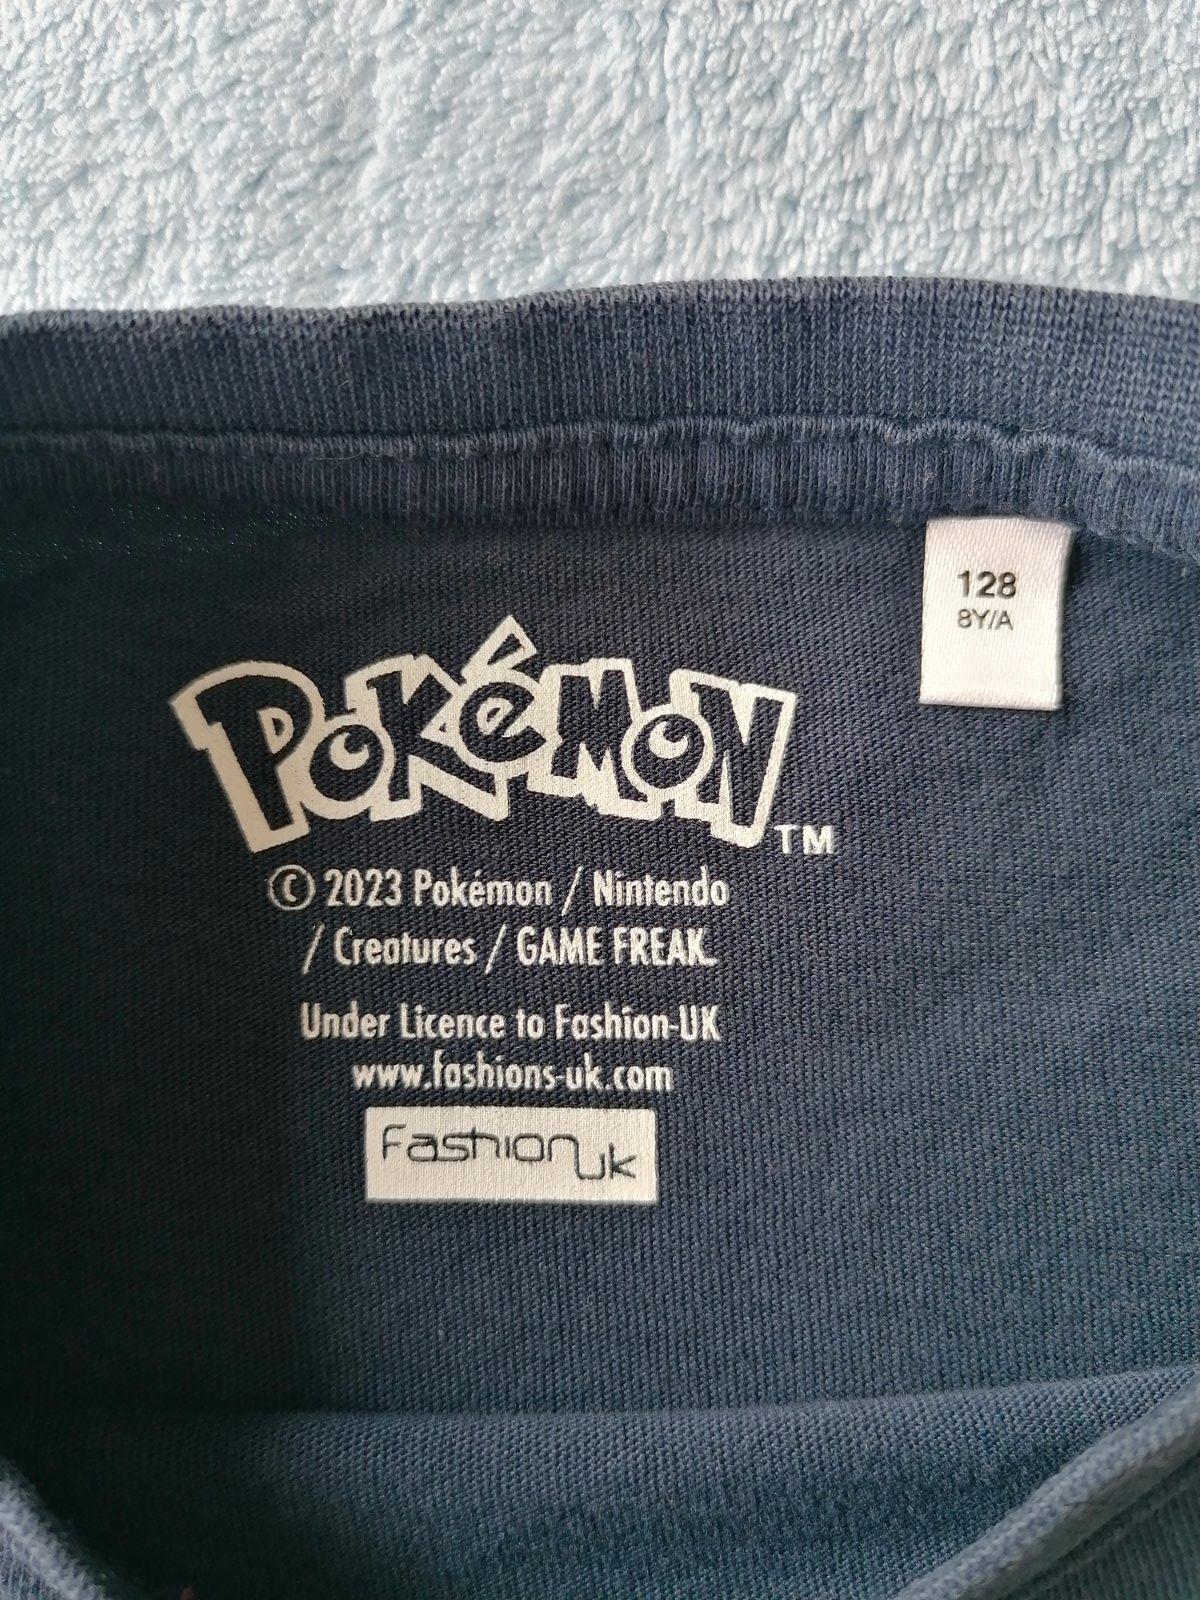 128
8Y/A
POKéMON TM
© 2023 Pokémon / Nintendo
/ Creatures / GAME FREAK.
Under Licence to Fashion-UK
www.fashions-uk.com
Fashion uk